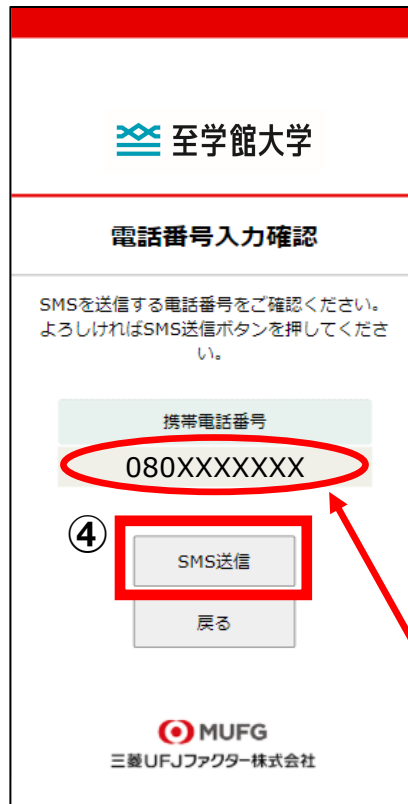 至学館大学
電話番号入力確認
SMSを送信する電話番号をご確認ください。
よろしければSMS送信ボタンを押してくださ
い。
携帯電話番号
080XXXXXXX
④
SMS送信
戻る
MUFG
三菱UFJファクター株式会社